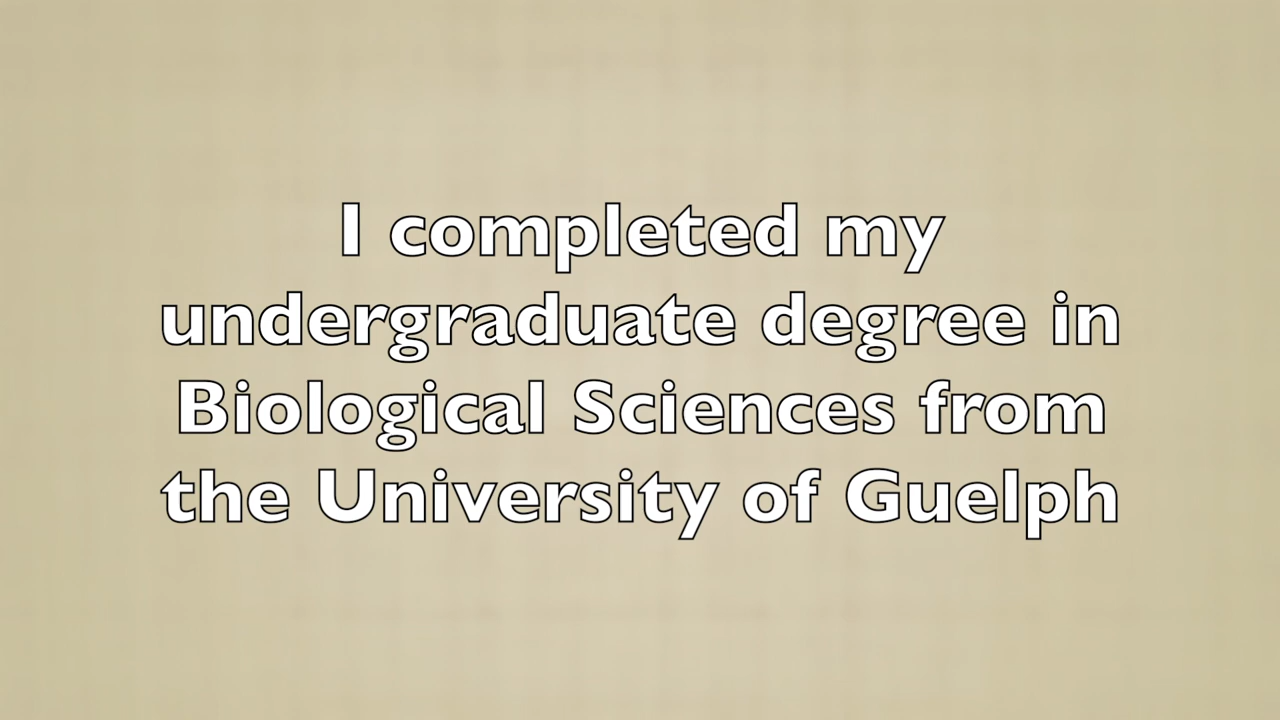 I completed my
undergraduate degree in
Biological Sciences from
the University of Guelph